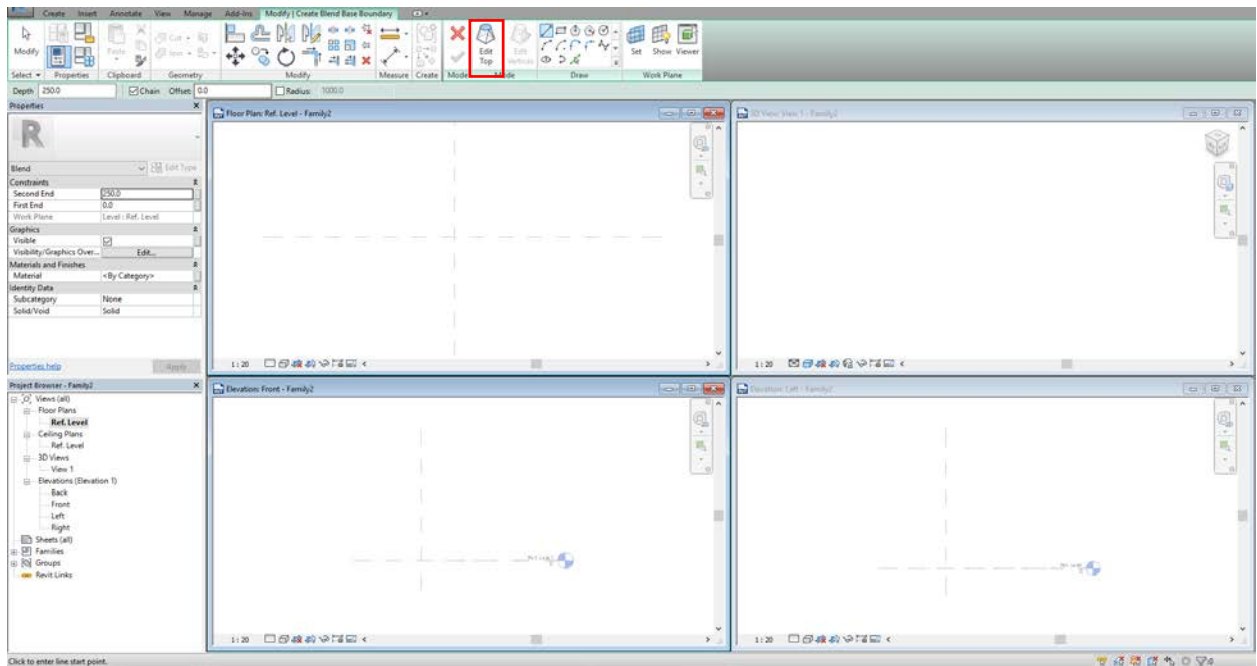 Create Insert Annotate View Manage Add-Ins Modify | Create Blend Base Boundary
Modify
Paste
Cut
Join
Edit Top
Edit Vertices
Set Show Viewer
Select Properties Clipboard Geometry Modify Measure Create Mode Mode Draw Work Plane
Depth 250.0 Chain Offset: 0.0 Radius: 1000.0
Properties
R
Blend Edit Type
Constraints
Second End 250.0
First End 0.0
Work Plane Level : Ref. Level
Graphics
Visible
Visibility/Graphics Over... Edit...
Materials and Finishes
Material <By Category>
Identity Data
Subcategory None
Solid/Void Solid
Properties help Apply
Project Browser - Family2
Views (all)
Floor Plans
Ref. Level
Ceiling Plans
Ref. Level
3D Views
View 1
Elevations (Elevation 1)
Back
Front
Left
Right
Sheets (all)
Families
Groups
Revit Links
Floor Plan: Ref. Level - Family2
1 : 20
3D View: View 1 - Family2
1 : 20
Elevation: Front - Family2
1 : 20
Elevation: Left - Family2
1 : 20
Click to enter line start point.
:0